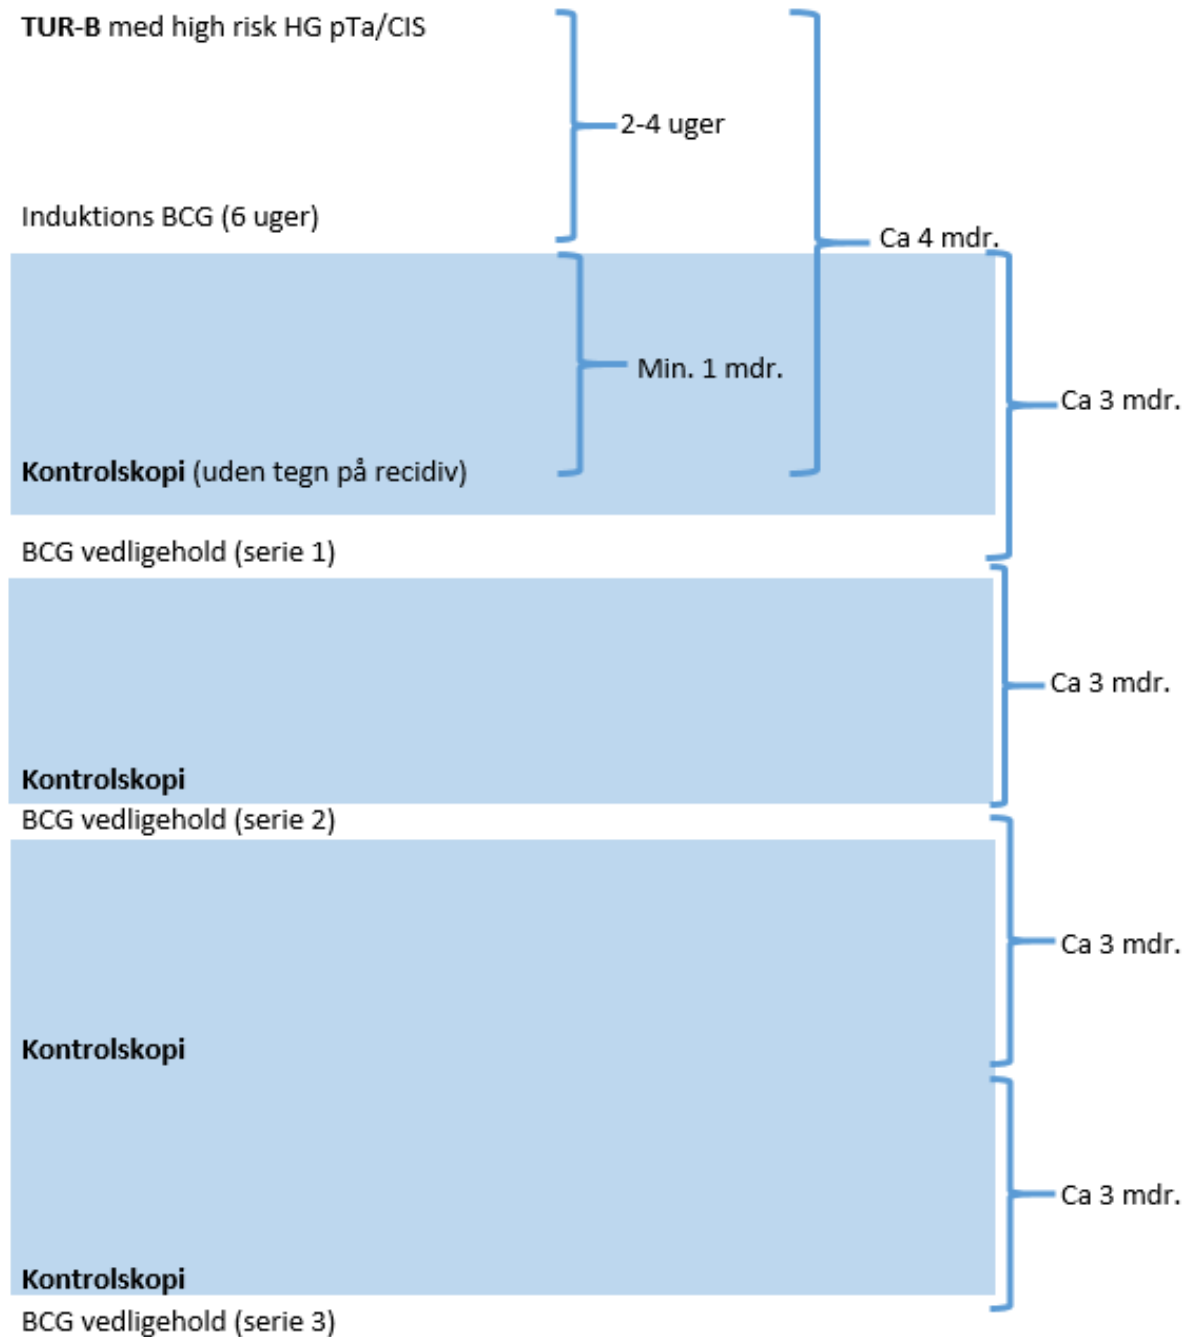 TUR-B med high risk HG pTa/CIS
2-4 uger
Induktions BCG (6 uger)
Ca 4 mdr.
Min. 1 mdr.
Ca 3 mdr.
Kontrolskopi (uden tegn på recidiv)
BCG vedligehold (serie 1)
Ca 3 mdr.
Kontrolskopi
BCG vedligehold (serie 2)
Ca 3 mdr.
Kontrolskopi
Ca 3 mdr.
Kontrolskopi
BCG vedligehold (serie 3)